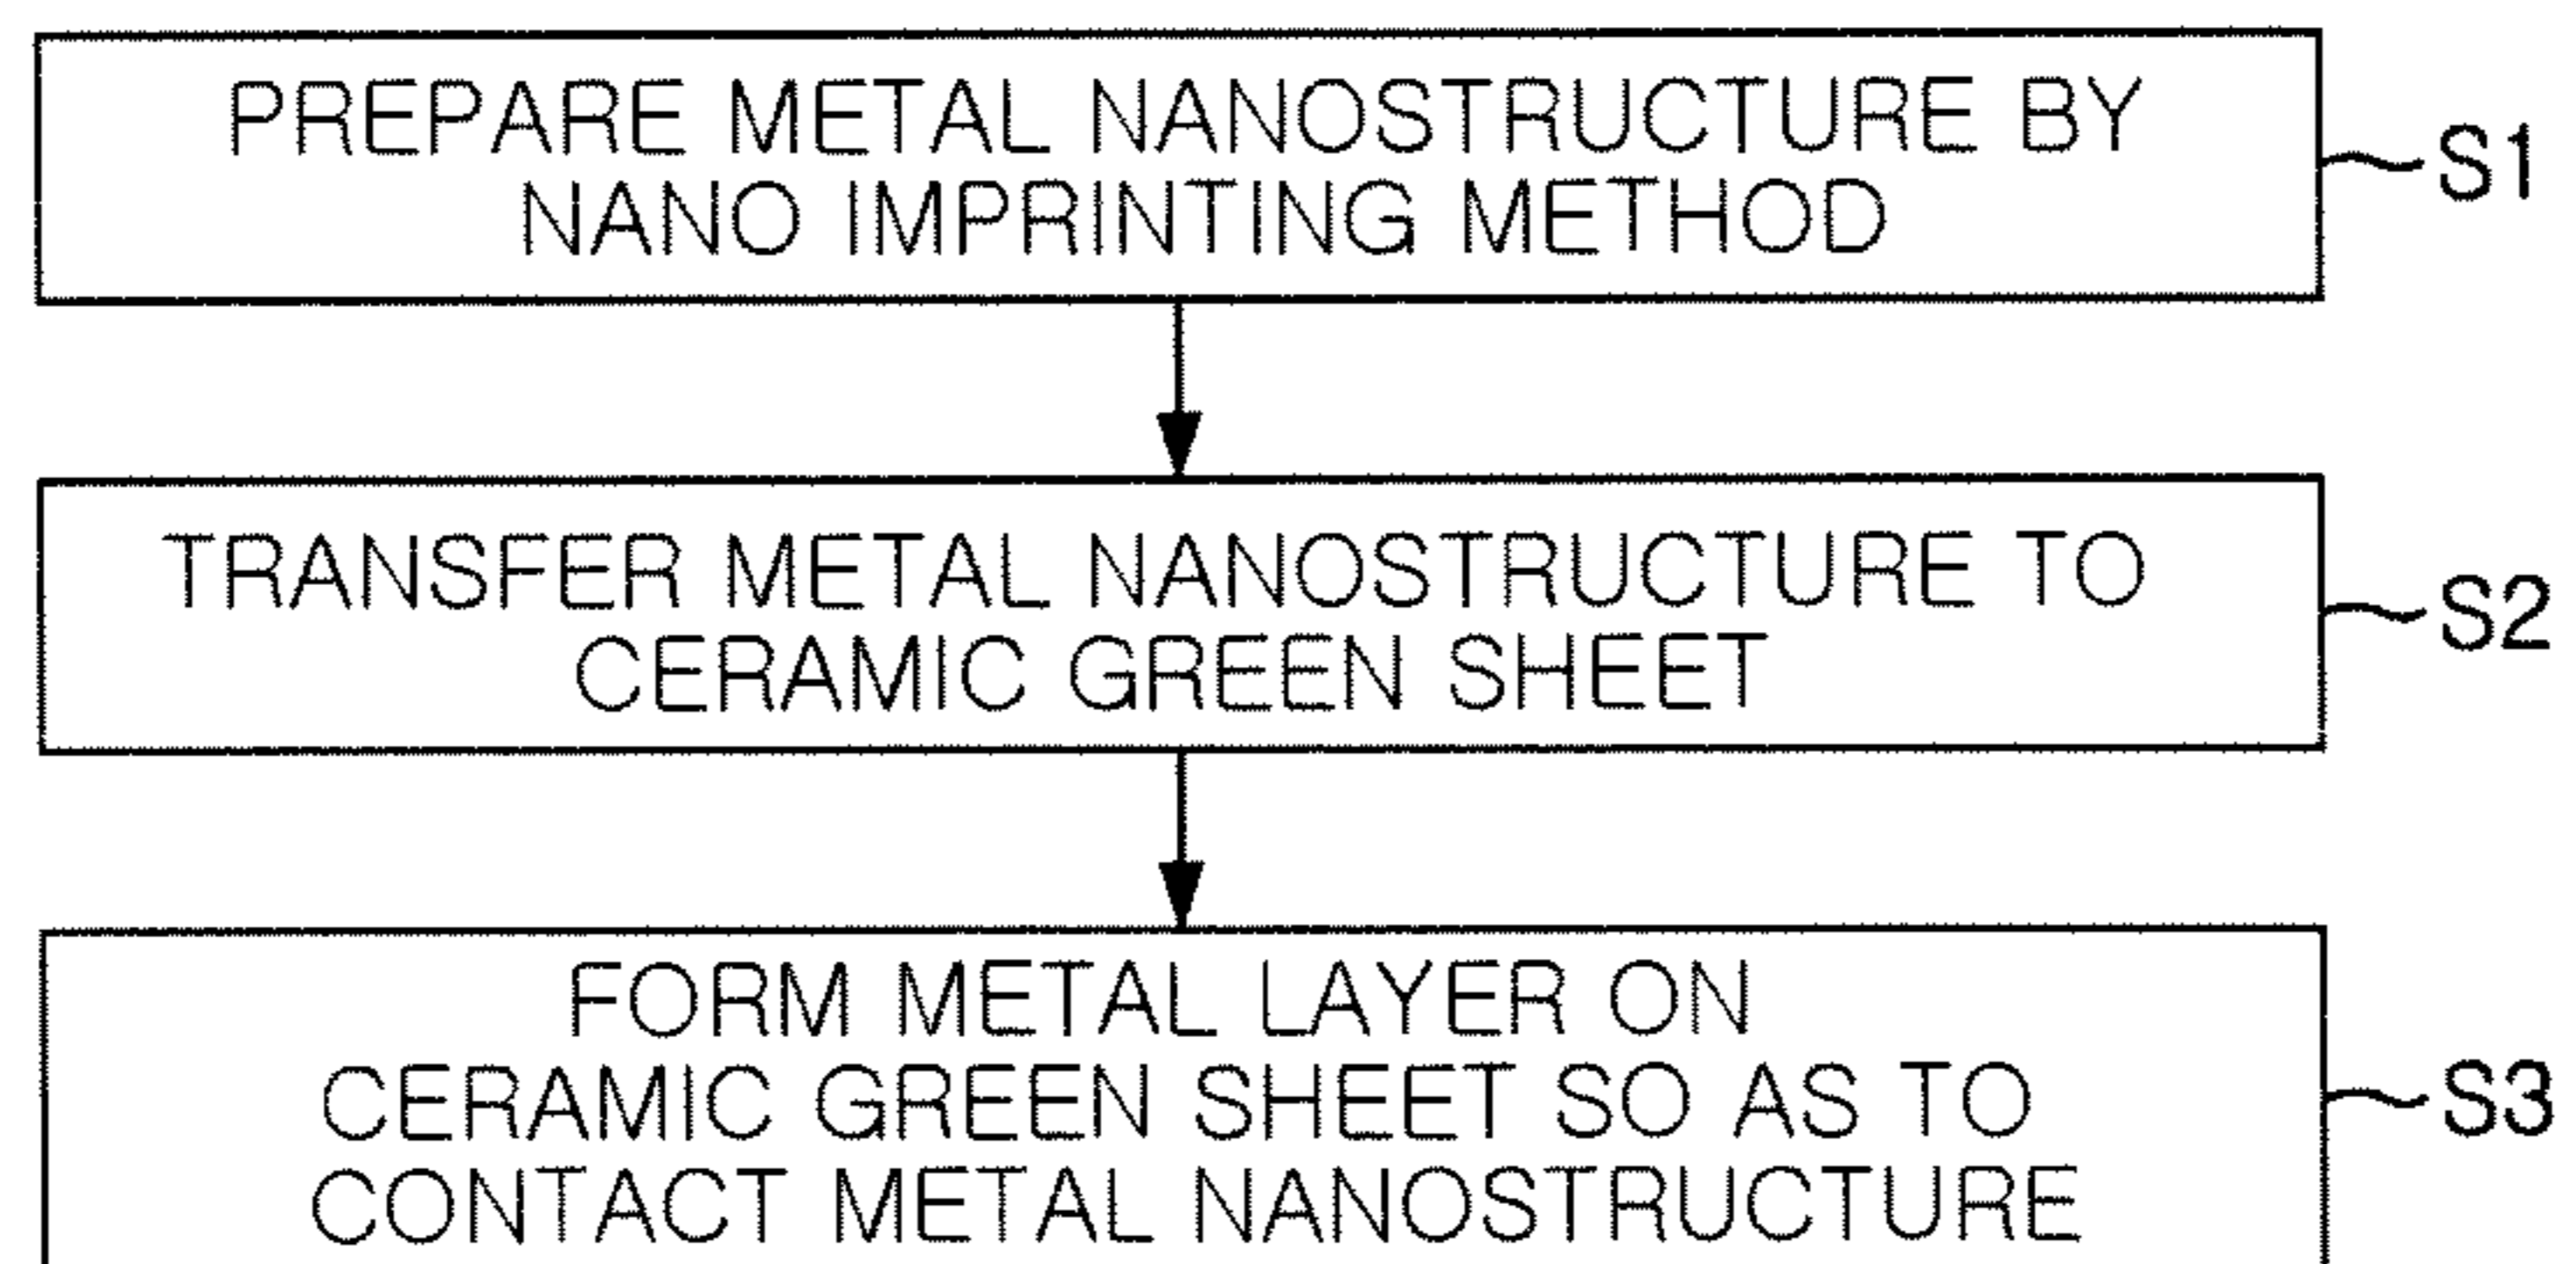 PREPARE METAL NANOSTRUCTURE BY
NANO IMPRINTING METHOD
S1
TRANSFER METAL NANOSTRUCTURE TO
CERAMIC GREEN SHEET
S2
FORM METAL LAYER ON
CERAMIC GREEN SHEET SO AS TO
CONTACT METAL NANOSTRUCTURE
S3